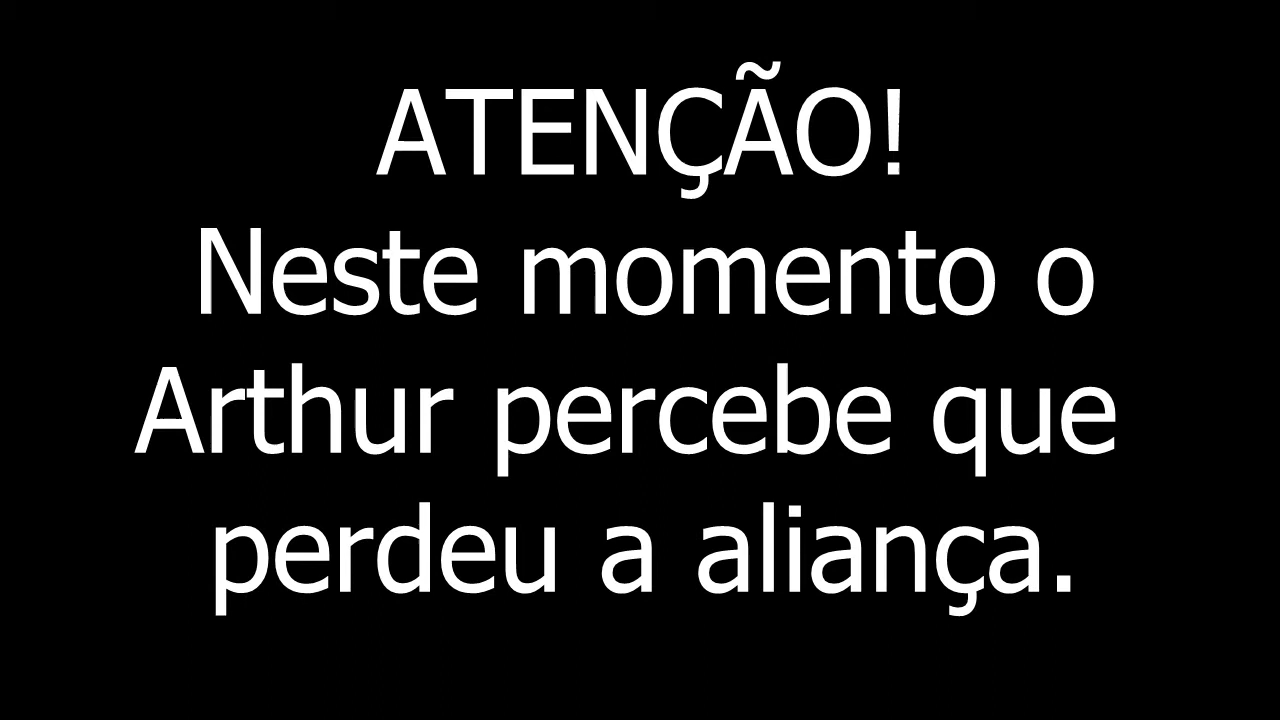 ATENÇÃO!
Neste momento o
Arthur percebe que
perdeu a aliança.